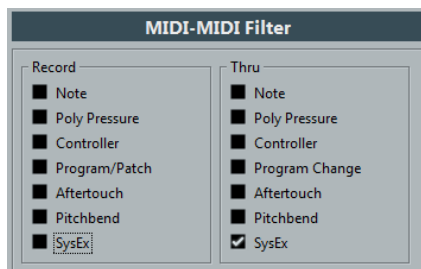 MIDI-MIDI Filter
Record
Note
Poly Pressure
Controller
Program/Patch
Aftertouch
Pitchbend
SysEx
Thru
Note
Poly Pressure
Controller
Program Change
Aftertouch
Pitchbend
SysEx